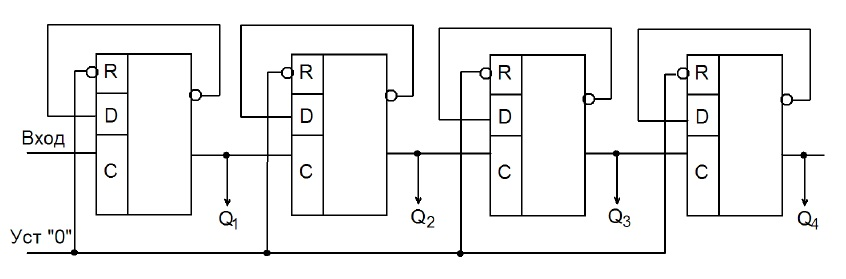 R R R R
D D D D
Вход
C C C C
Q1 Q2 Q3 Q4
Уст "0"